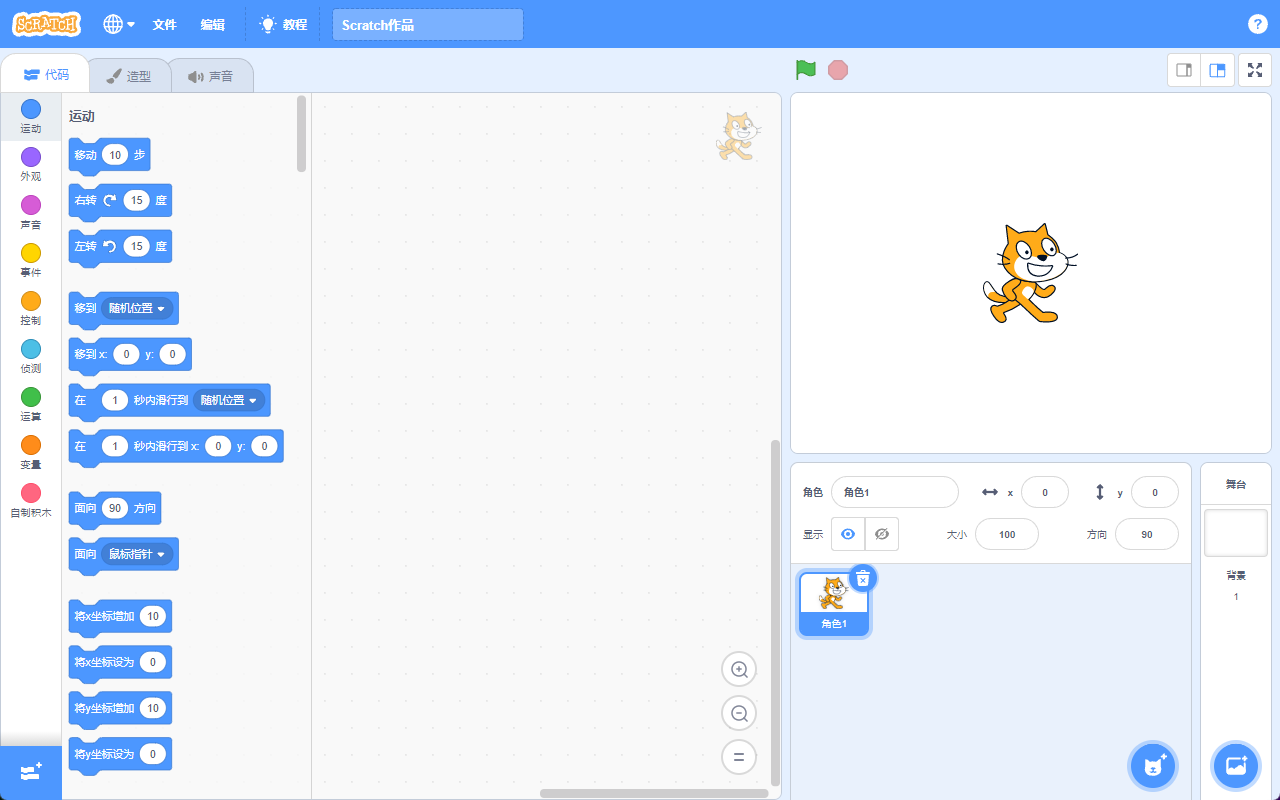 SCRATCH
文件
编辑
教程
Scratch作品
?
代码
造型
声音
运动
外观
声音
事件
控制
侦测
运算
变量
自制积木
运动
移动 10 步
右转 15 度
左转 15 度
移到 随机位置
移到 x: 0 y: 0
在 1 秒内滑行到 随机位置
在 1 秒内滑行到 x: 0 y: 0
面向 90 方向
面向 鼠标指针
将x坐标增加 10
将x坐标设为 0
将y坐标增加 10
将y坐标设为 0
角色 角色1 x 0 y 0
显示 大小 100 方向 90
角色1
舞台
背景
1